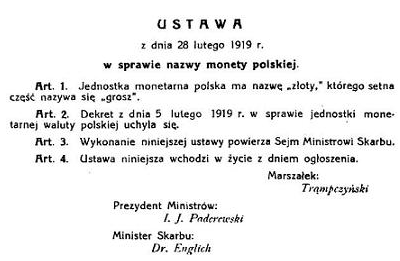 USTAWA
z dnia 28 lutego 1919 r.
w sprawie nazwy monety polskiej.
Art. 1. Jednostka monetarna polska ma nazwę „złoty,” którego setna
część nazywa się „grosz”.
Art. 2. Dekret z dnia 5 lutego 1919 r. w sprawie jednostki mone-
tarnej waluty polskiej uchyla się.
Art. 3. Wykonanie niniejszej ustawy powierza Sejm Ministrowi Skarbu.
Art. 4. Ustawa niniejsza wchodzi w życie z dniem ogłoszenia.
Marszałek:
Trąmpczyński
Prezydent Ministrów:
I. J. Paderewski
Minister Skarbu:
Dr. Englich